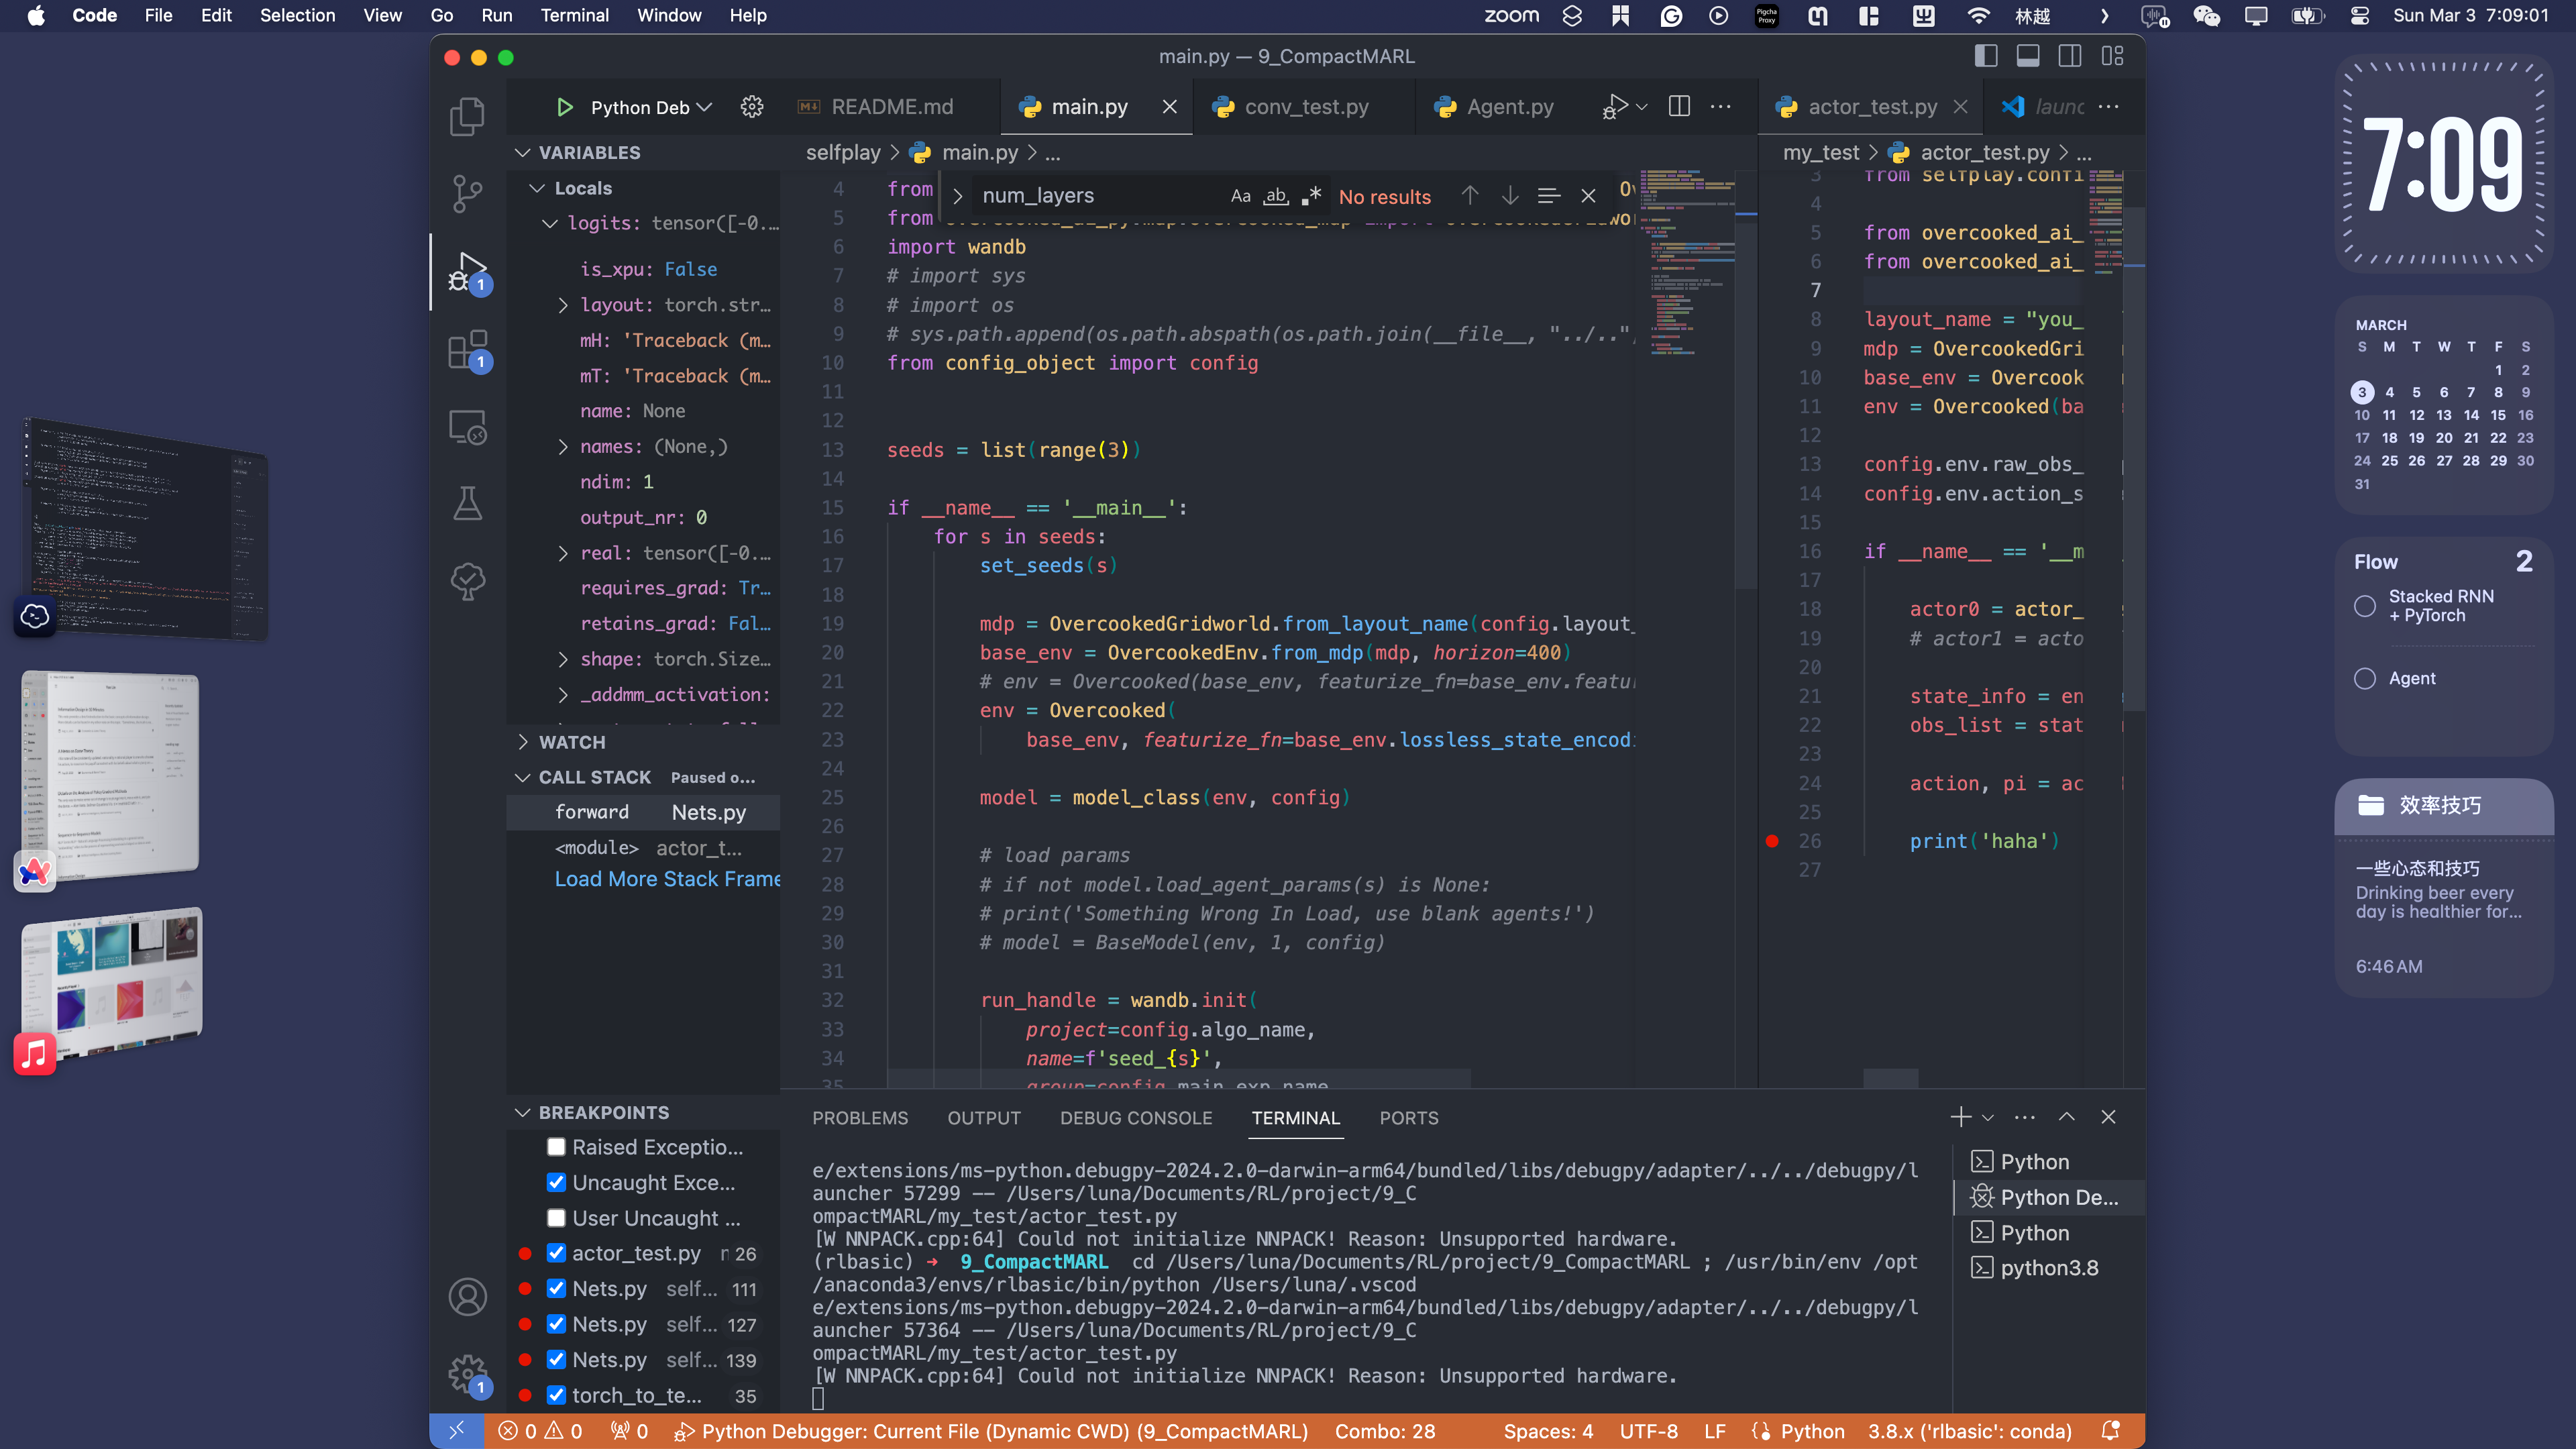 Code File Edit Selection View Go Run Terminal Window Help
zoom
Pigcha Proxy
林越
Sun Mar 3 7:09:01
main.py — 9_CompactMARL
Python Deb
README.md
main.py
conv_test.py
Agent.py
actor_test.py
VARIABLES
Locals
logits: tensor([-0....
is_xpu: False
layout: torch.str...
mH: 'Traceback (m...
mT: 'Traceback (m...
name: None
names: (None,)
ndim: 1
output_nr: 0
real: tensor([-0....
requires_grad: Tr...
retains_grad: Fal...
shape: torch.Size...
_addmm_activation:
WATCH
CALL STACK Paused o...
forward Nets.py
<module> actor_t...
Load More Stack Frame
BREAKPOINTS
Raised Exceptio...
Uncaught Exce...
User Uncaught ...
actor_test.py 26
Nets.py self... 111
Nets.py self... 127
Nets.py self... 139
torch_to_te... 35
selfplay > main.py > ...
num_layers
Aa ab .* No results
4 from
5 from
6 import wandb
7 # import sys
8 # import os
9 # sys.path.append(os.path.abspath(os.path.join(__file__, "../.."
10 from config_object import config
11
12
13 seeds = list(range(3))
14
15 if __name__ == '__main__':
16 for s in seeds:
17 set_seeds(s)
18
19 mdp = OvercookedGridworld.from_layout_name(config.layout_
20 base_env = OvercookedEnv.from_mdp(mdp, horizon=400)
21 # env = Overcooked(base_env, featurize_fn=base_env.featur
22 env = Overcooked(
23 base_env, featurize_fn=base_env.lossless_state_encod
24
25 model = model_class(env, config)
26
27 # load params
28 # if not model.load_agent_params(s) is None:
29 # print('Something Wrong In Load, use blank agents!')
30 # model = BaseModel(env, 1, config)
31
32 run_handle = wandb.init(
33 project=config.algo_name,
34 name=f'seed_{s}',
35 group=config.main_exp_name
my_test > actor_test.py > ...
3 from selfplay.confi
4
5 from overcooked_ai_
6 from overcooked_ai_
7
8 layout_name = "you_
9 mdp = OvercookedGri
10 base_env = Overcook
11 env = Overcooked(ba
12
13 config.env.raw_obs_
14 config.env.action_s
15
16 if __name__ == '__m
17
18 actor0 = actor_
19 # actor1 = acto
20
21 state_info = en
22 obs_list = stat
23
24 action, pi = ac
25
26 print('haha')
27
PROBLEMS OUTPUT DEBUG CONSOLE TERMINAL PORTS
e/extensions/ms-python.debugpy-2024.2.0-darwin-arm64/bundled/libs/debugpy/adapter/../../debugpy/l
auncher 57299 -- /Users/luna/Documents/RL/project/9_C
ompactMARL/my_test/actor_test.py
[W NNPACK.cpp:64] Could not initialize NNPACK! Reason: Unsupported hardware.
(rlbasic) ➜ 9_CompactMARL cd /Users/luna/Documents/RL/project/9_CompactMARL ; /usr/bin/env /opt
/anaconda3/envs/rlbasic/bin/python /Users/luna/.vscod
e/extensions/ms-python.debugpy-2024.2.0-darwin-arm64/bundled/libs/debugpy/adapter/../../debugpy/l
auncher 57364 -- /Users/luna/Documents/RL/project/9_C
ompactMARL/my_test/actor_test.py
[W NNPACK.cpp:64] Could not initialize NNPACK! Reason: Unsupported hardware.
Python
Python De...
Python
python3.8
0 0 0 Python Debugger: Current File (Dynamic CWD) (9_CompactMARL) Combo: 28 Spaces: 4 UTF-8 LF Python 3.8.x ('rlbasic': conda)
7:09
MARCH
S M T W T F S
1 2
3 4 5 6 7 8 9
10 11 12 13 14 15 16
17 18 19 20 21 22 23
24 25 26 27 28 29 30
31
Flow 2
Stacked RNN
+ PyTorch
Agent
效率技巧
一些心态和技巧
Drinking beer every
day is healthier for...
6:46 AM